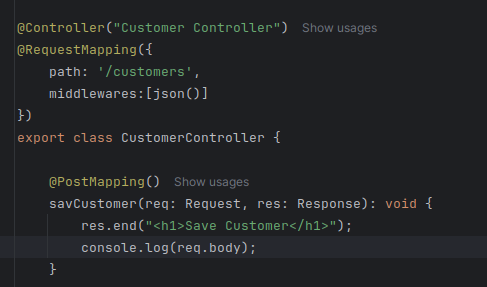 @Controller("Customer Controller") Show usages
@RequestMapping({
    path: '/customers',
    middlewares:[json()]
})
export class CustomerController {
    @PostMapping() Show usages
    savCustomer(req: Request, res: Response): void {
        res.end("<h1>Save Customer</h1>");
        console.log(req.body);
    }